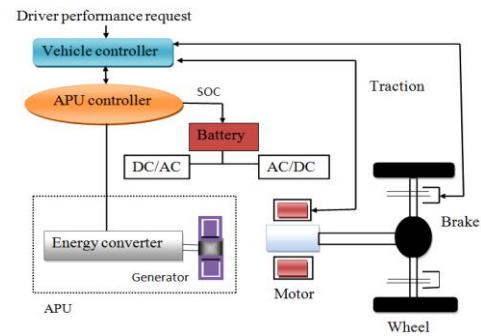 Driver performance request
Vehicle controller
Traction
APU controller
SOC
Battery
DC/AC
AC/DC
Brake
Energy converter
Generator
Motor
APU
Wheel